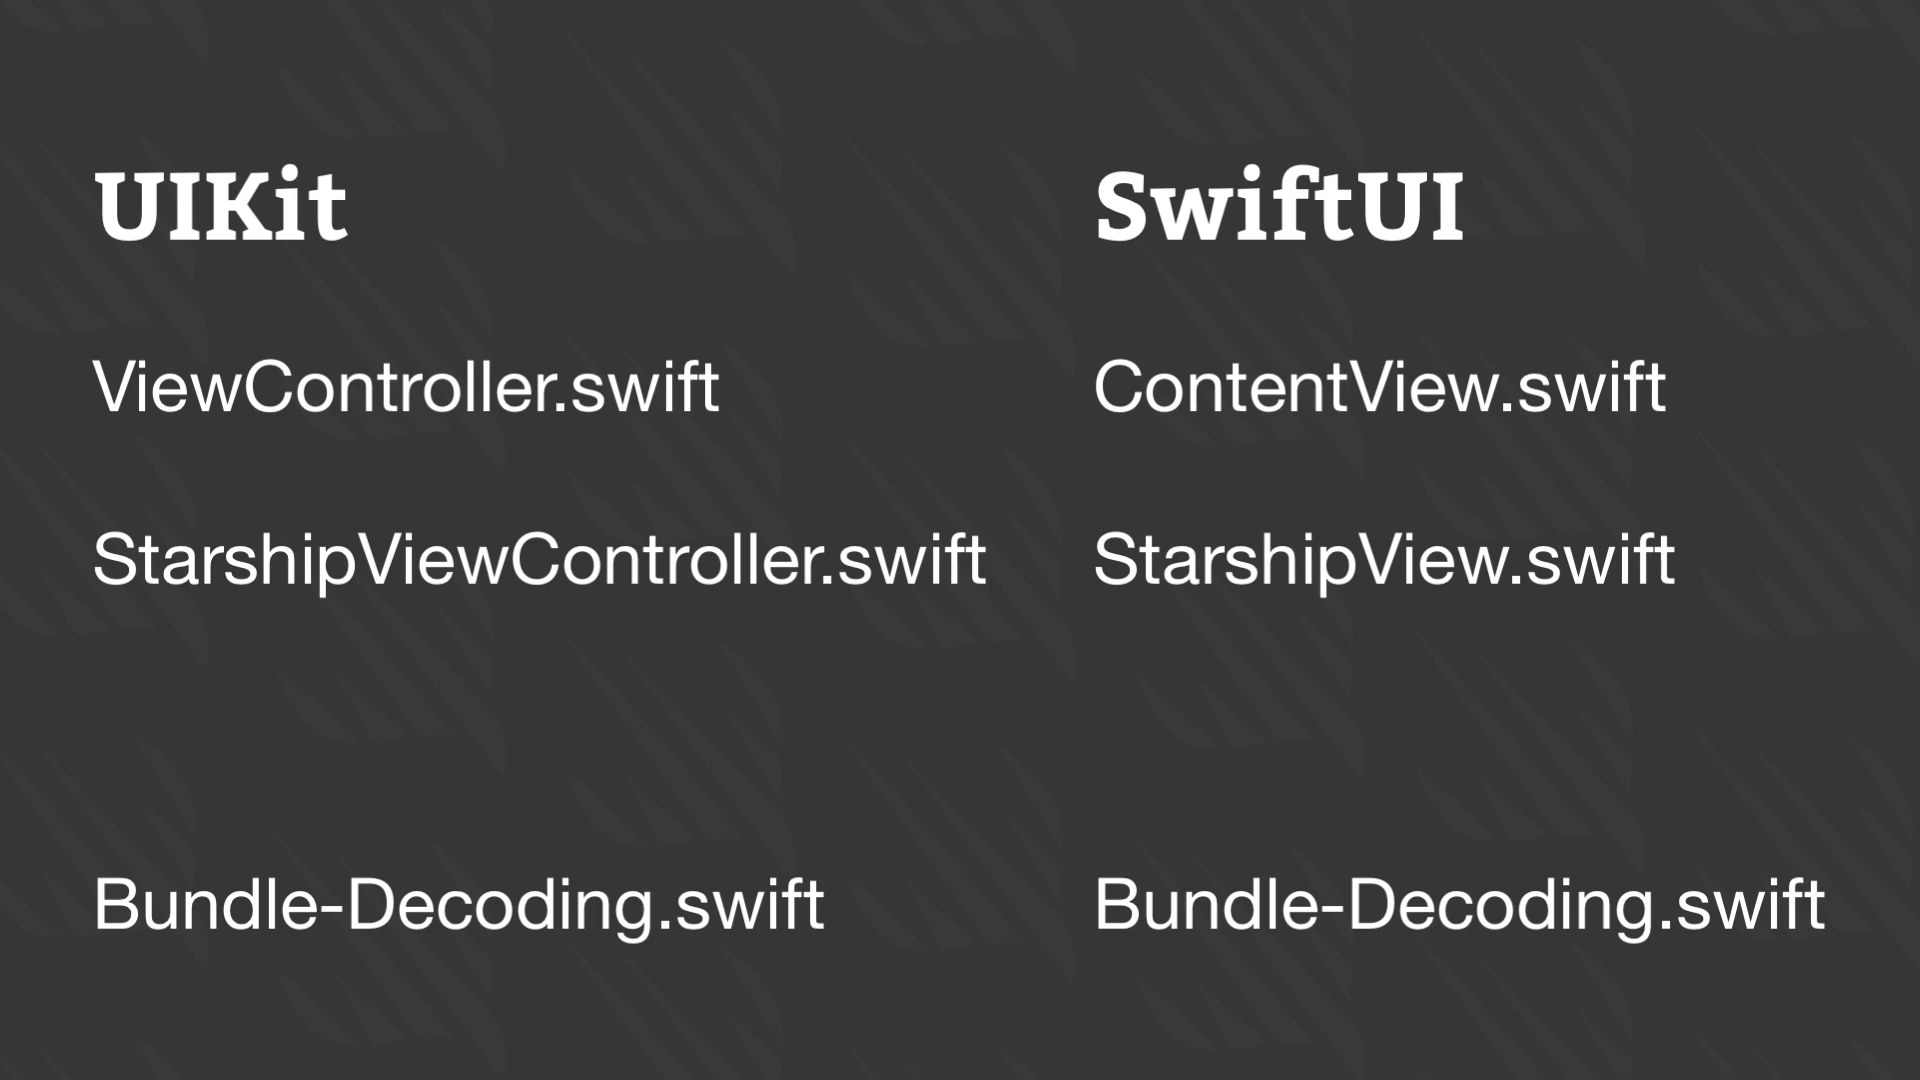 UIKit
ViewController.swift
StarshipViewController.swift
Bundle-Decoding.swift
SwiftUI
ContentView.swift
StarshipView.swift
Bundle-Decoding.swift